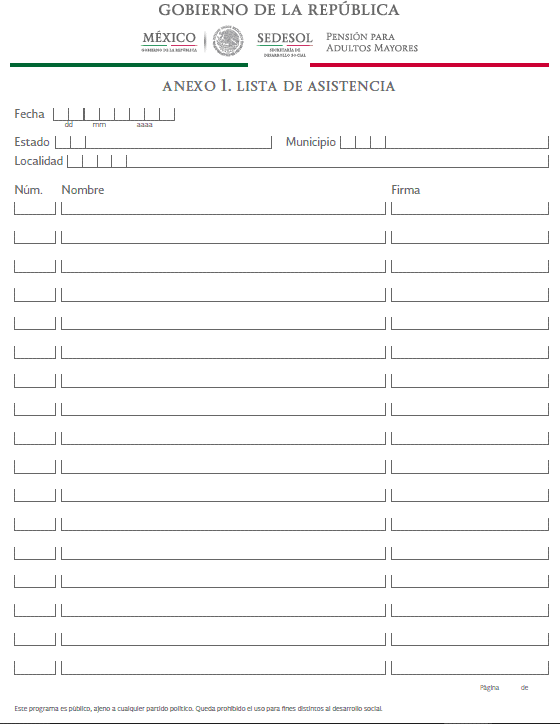 GOBIERNO DE LA REPÚBLICA
MÉXICO
GOBIERNO DE LA REPÚBLICA
SEDESOL
SECRETARÍA DE
DESARROLLO SOCIAL
PENSIÓN PARA
ADULTOS MAYORES
ANEXO 1. LISTA DE ASISTENCIA
Fecha
dd mm aaaa
Estado Municipio
Localidad
Núm. Nombre Firma
Página de
Este programa es público, ajeno a cualquier partido político. Queda prohibido el uso para fines distintos al desarrollo social.